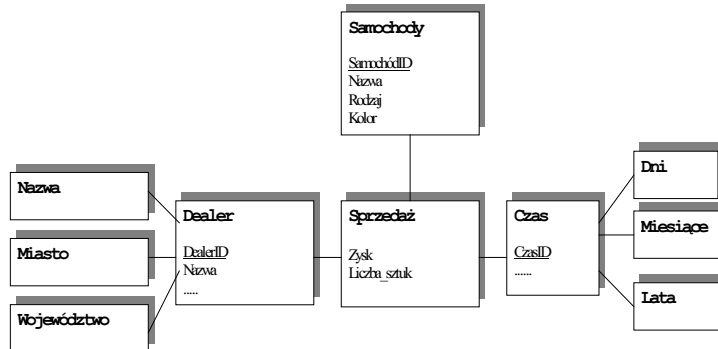 Samochody
SamochódID
Nazwa
Rodzaj
Kolor
Nazwa
Miasto
Województwo
Dealer
DealerID
Nazwa
.....
Sprzedaż
Zysk
Liczba_sztuk
Czas
CzasID
......
Dni
Miesiące
Lata